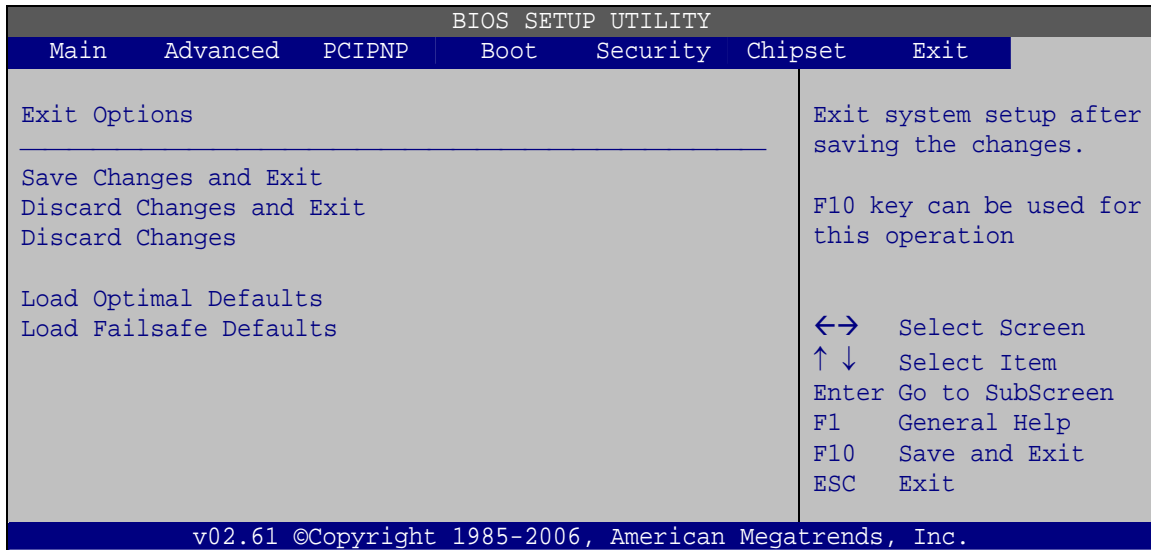 BIOS SETUP UTILITY
Main Advanced PCIPNP Boot Security Chipset Exit
Exit Options
Save Changes and Exit
Discard Changes and Exit
Discard Changes
Load Optimal Defaults
Load Failsafe Defaults
Exit system setup after
saving the changes.
F10 key can be used for
this operation
←→ Select Screen
↑ ↓ Select Item
Enter Go to SubScreen
F1 General Help
F10 Save and Exit
ESC Exit
v02.61 ©Copyright 1985-2006, American Megatrends, Inc.